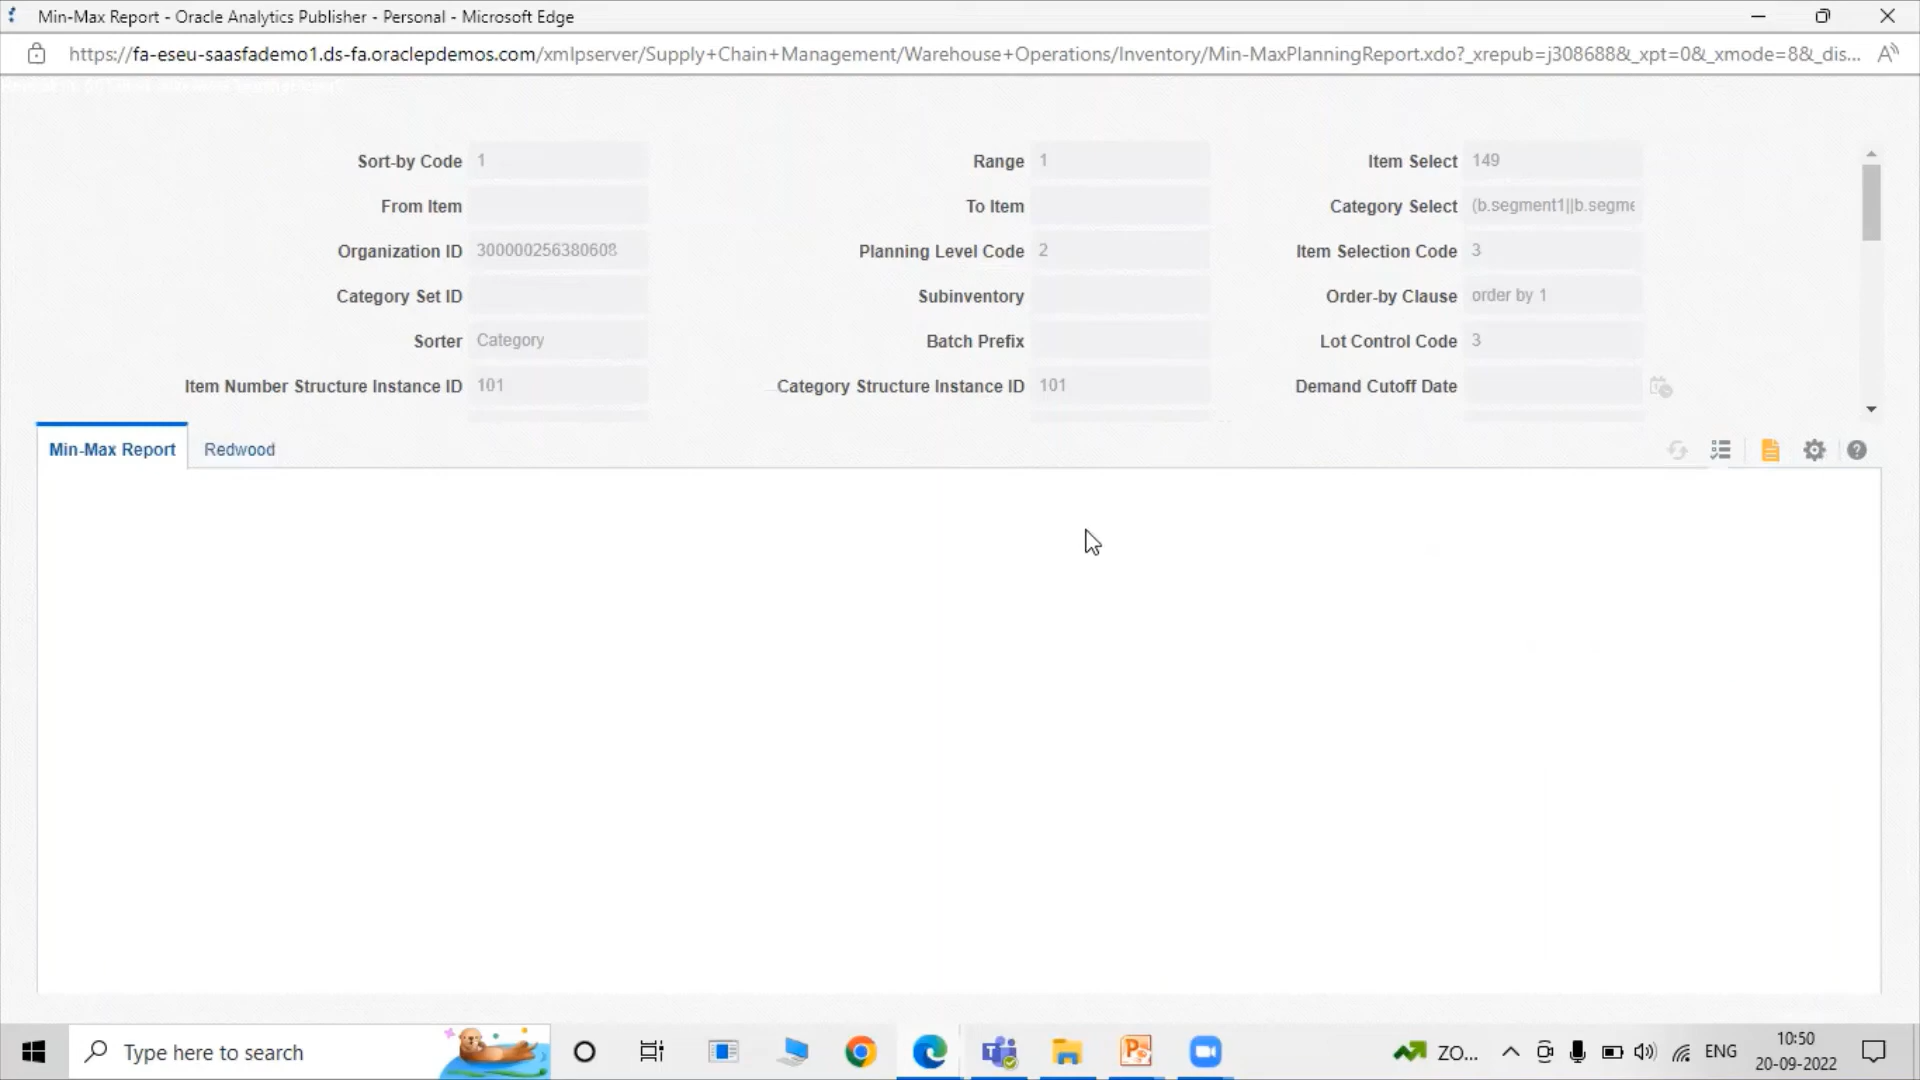 Min-Max Report - Oracle Analytics Publisher - Personal - Microsoft Edge
https://fa-eseu-saasfademo1.ds-fa.oraclepdemos.com/xmlpserver/Supply+Chain+Management/Warehouse+Operations/Inventory/Min-MaxPlanningReport.xdo?_xrepub=j308688&_xpt=0&_xmode=8&_dis...
Sort-by Code 1 Range 1 Item Select 149
From Item To Item Category Select (b.segment1||b.segme
Organization ID 300000256380608 Planning Level Code 2 Item Selection Code 3
Category Set ID Subinventory Order-by Clause order by 1
Sorter Category Batch Prefix Lot Control Code 3
Item Number Structure Instance ID 101 Category Structure Instance ID 101 Demand Cutoff Date
Min-Max Report Redwood
Type here to search ZO... ENG 10:50
20-09-2022